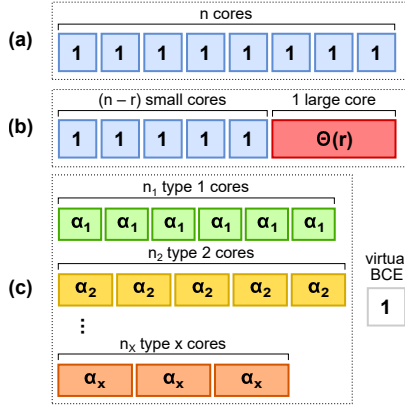 n cores
(a) 1 1 1 1 1 1 1 1
(n – r) small cores 1 large core
(b) 1 1 1 1 1 Θ(r)
n₁ type 1 cores
α₁ α₁ α₁ α₁ α₁ α₁
n₂ type 2 cores
(c) α₂ α₂ α₂ α₂ α₂
⋮
nₓ type x cores
αₓ αₓ αₓ
virtual
BCE
1